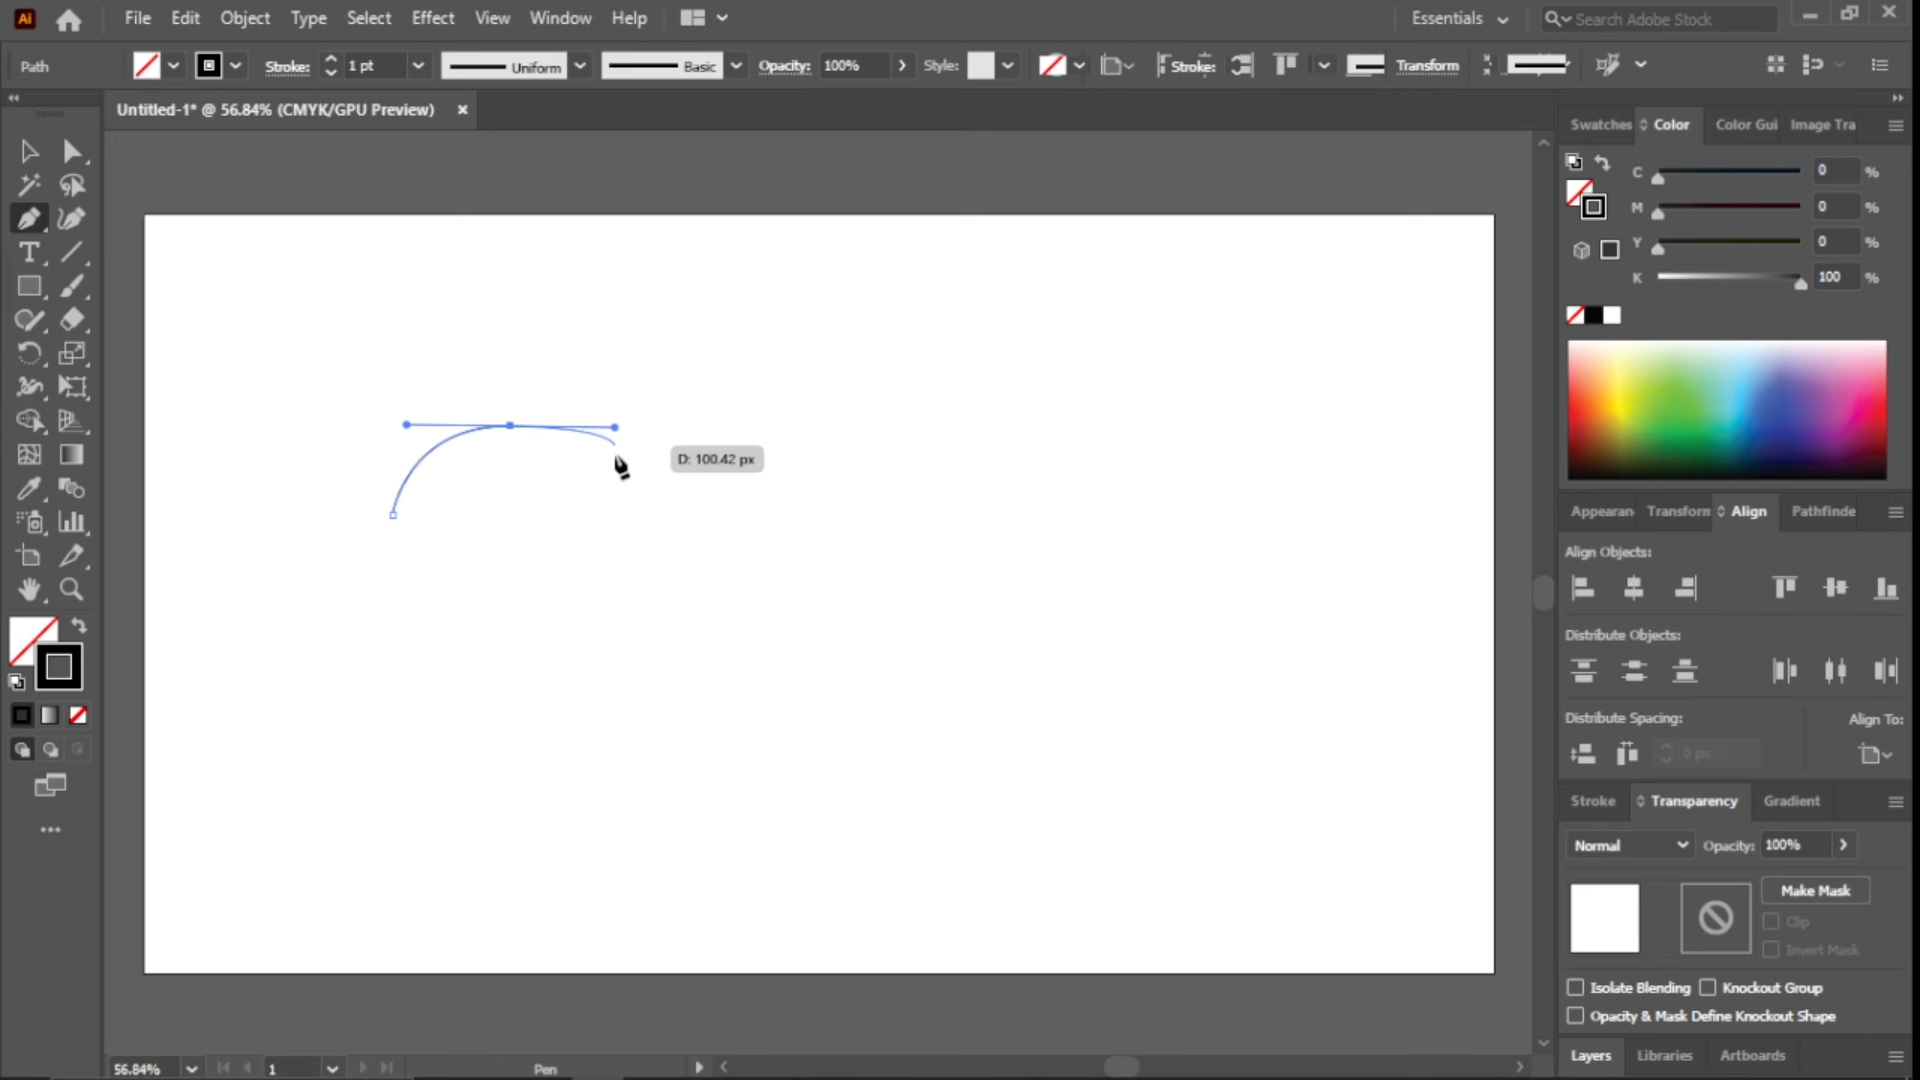 Ai File Edit Object Type Select Effect View Window Help Essentials Search Adobe Stock
Path Stroke: 1 pt Uniform Basic Opacity: 100% Style: Stroke: Transform
Untitled-1* @ 56.84% (CMYK/GPU Preview)
Swatches Color Color Gui Image Tra
C 0 %
M 0 %
Y 0 %
K 100 %
D: 100.42 px
Appearan Transform Align Pathfinde
Align Objects:
Distribute Objects:
Distribute Spacing: Align To:
0 px
Stroke Transparency Gradient
Normal Opacity: 100%
Make Mask
Clip
Invert Mask
Isolate Blending Knockout Group
Opacity & Mask Define Knockout Shape
Layers Libraries Artboards
56.84% 1 Pen